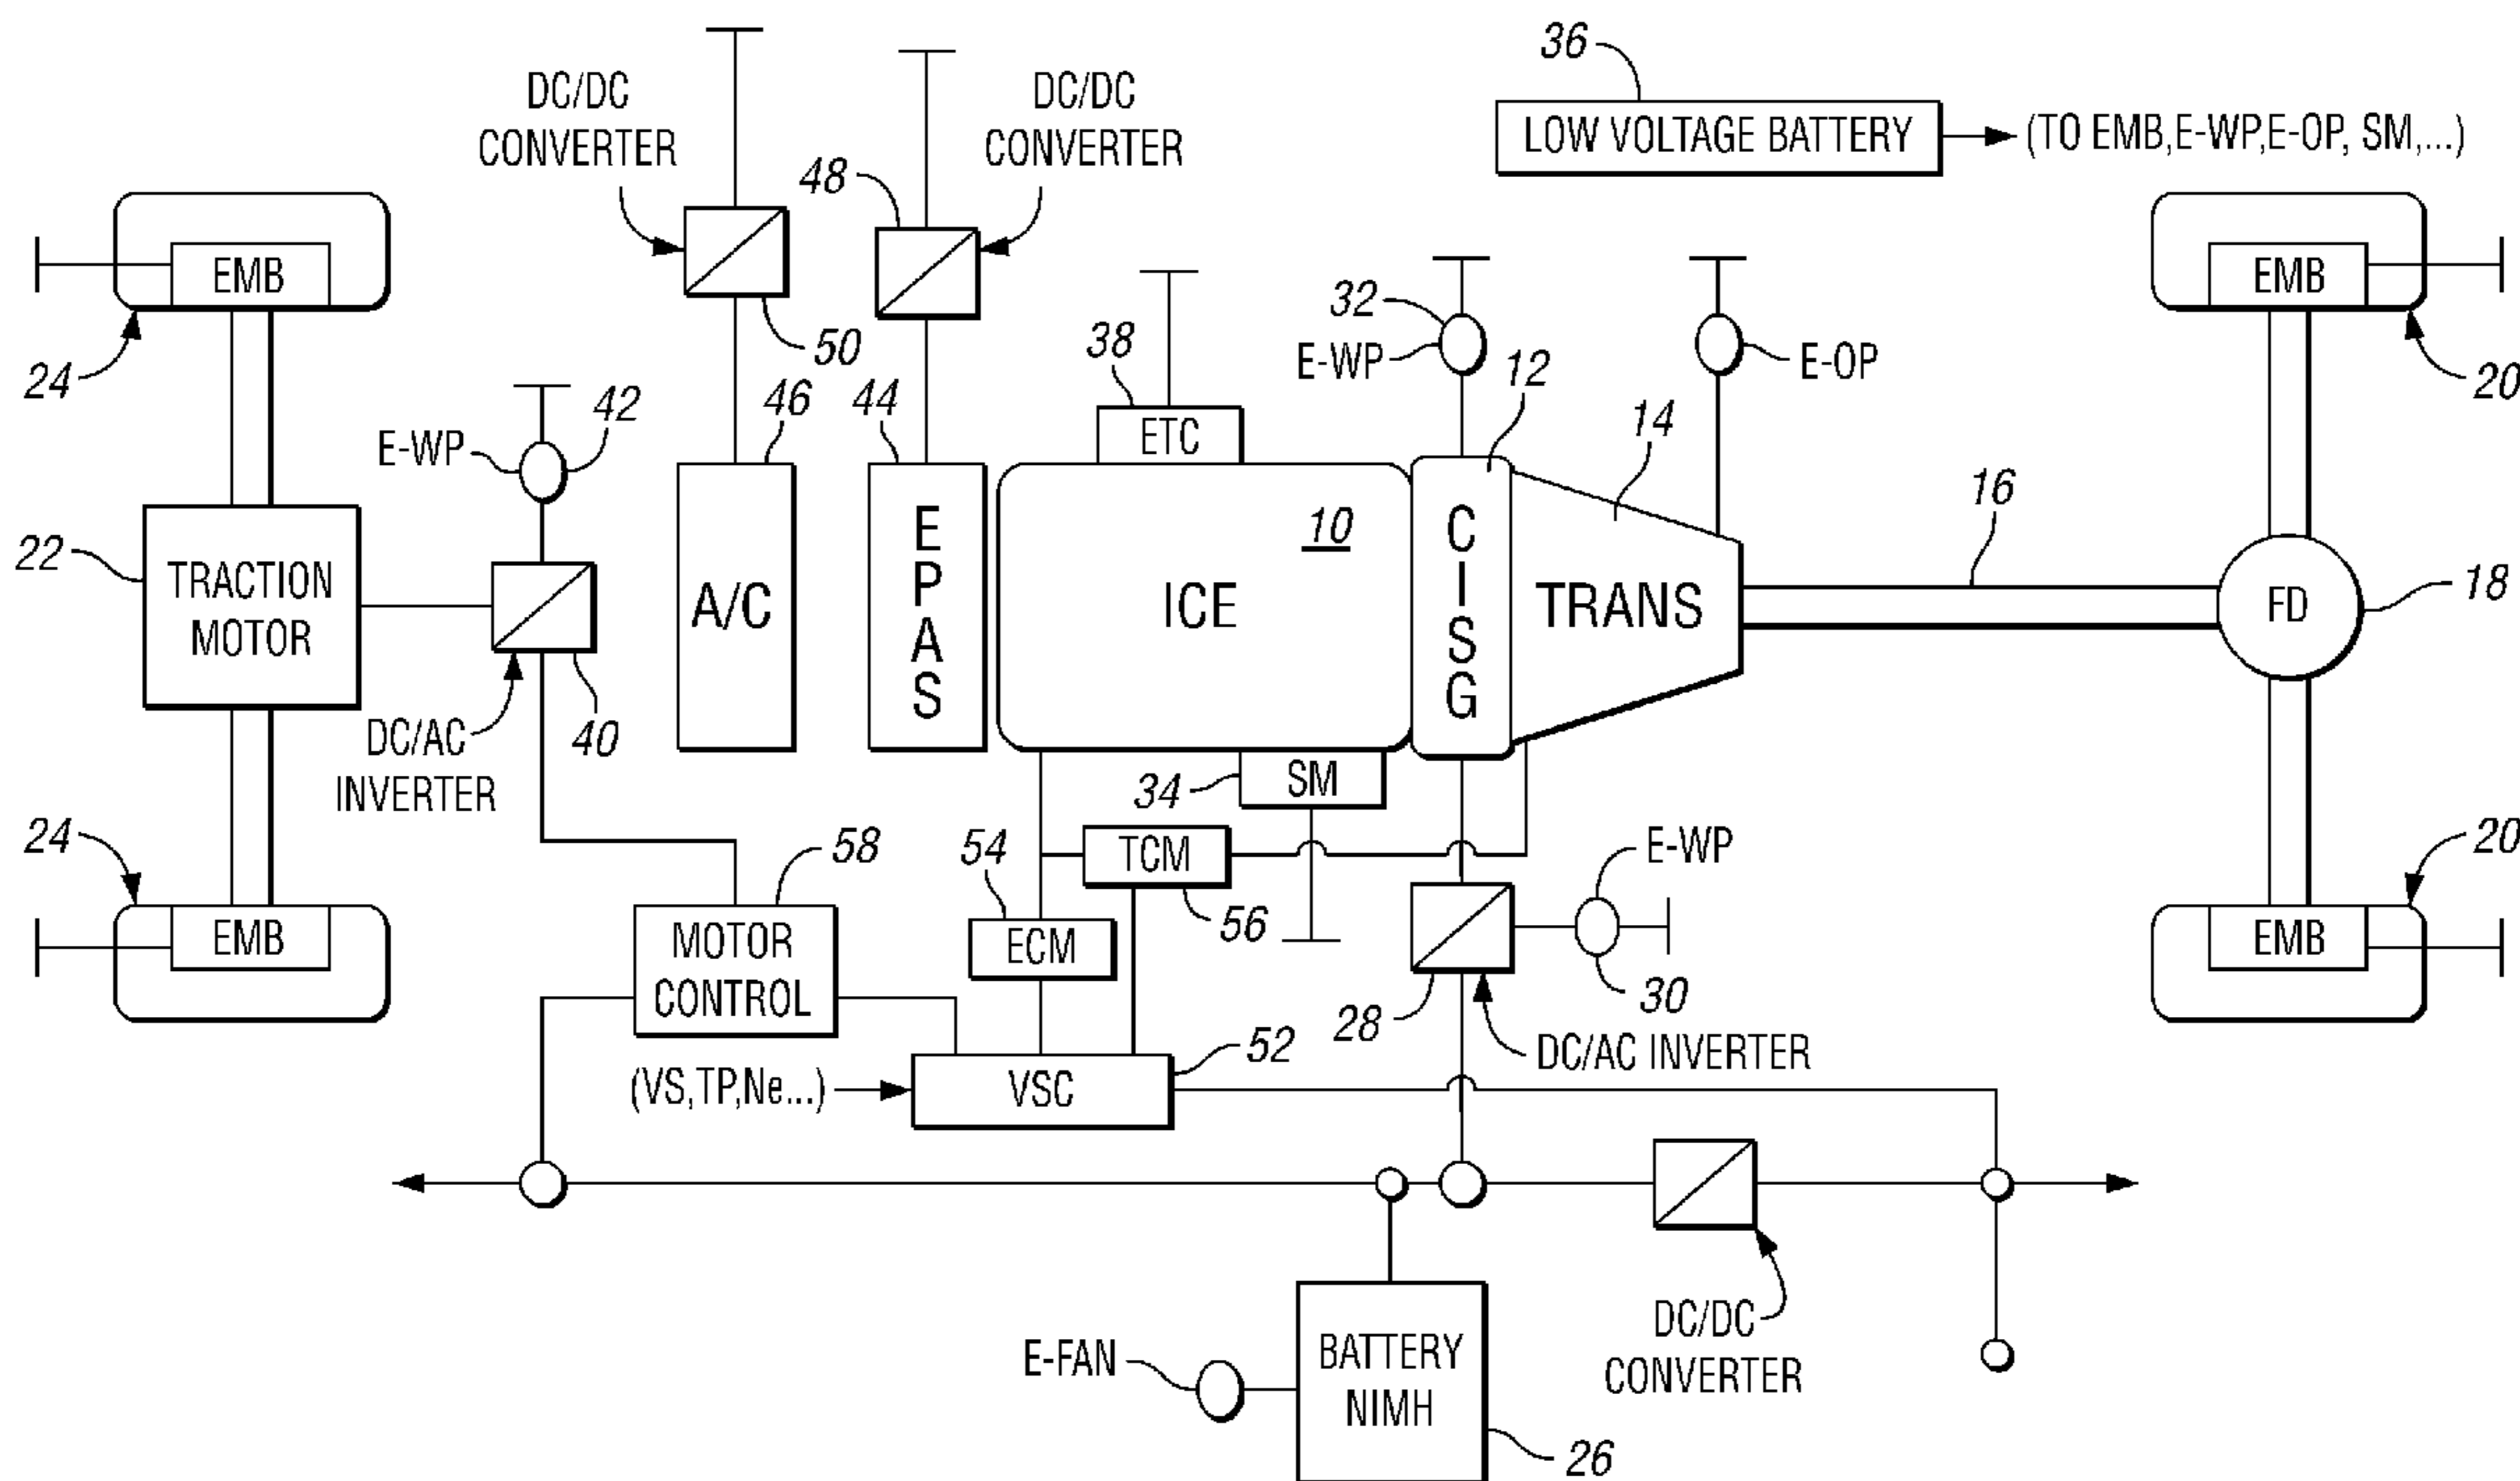 36
DC/DC
CONVERTER
DC/DC
CONVERTER
LOW VOLTAGE BATTERY
(TO EMB,E-WP,E-OP, SM,...)
48
EMB
EMB
32
50
38
E-WP
E-OP
12
24
20
46
44
42
14
E-WP
ETC
16
10
22
TRACTION
MOTOR
A/C
E
P
A
S
ICE
C
I
S
G
TRANS
FD
18
DC/AC
INVERTER
40
34
SM
24
58
54
TCM
E-WP
20
EMB
MOTOR
CONTROL
ECM
56
EMB
28
30
52
DC/AC INVERTER
(VS,TP,Ne...)
VSC
DC/DC
CONVERTER
E-FAN
BATTERY
NIMH
26